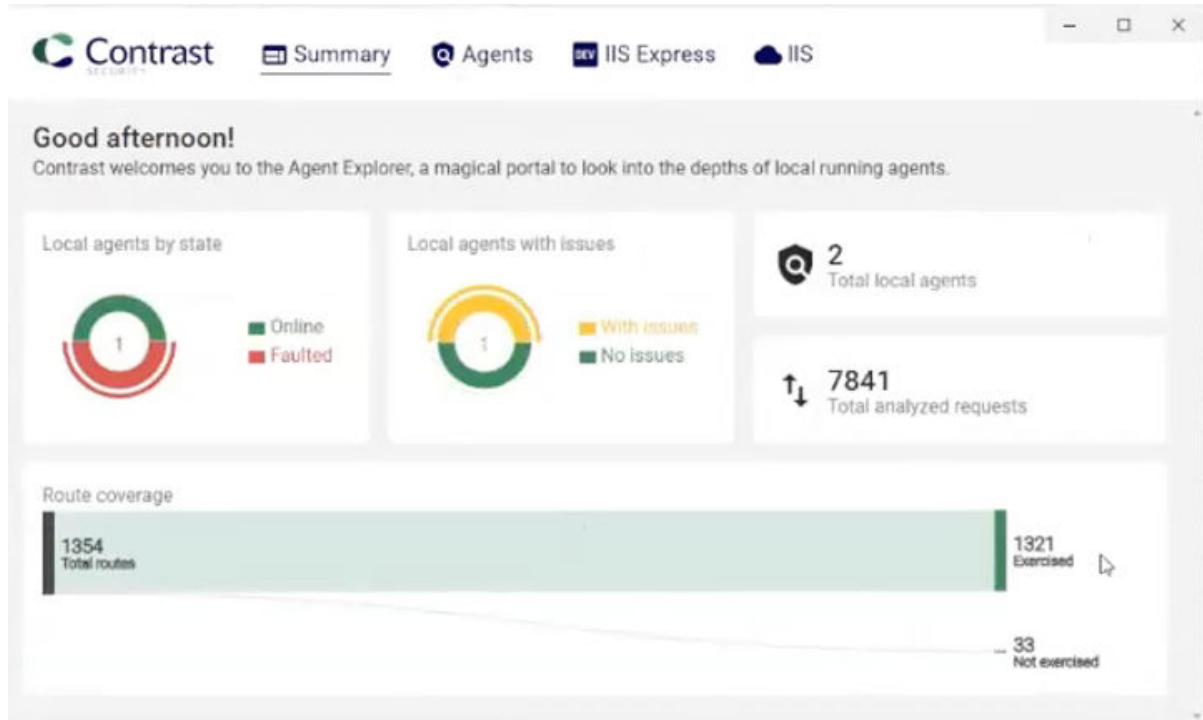 Contrast
SECURITY
Summary
Agents
DEV IIS Express
IIS
Good afternoon!
Contrast welcomes you to the Agent Explorer, a magical portal to look into the depths of local running agents.
Local agents by state
1
Online
Faulted
Local agents with issues
1
With issues
No issues
2
Total local agents
7841
Total analyzed requests
Route coverage
1354
Total routes
1321
Exercised
33
Not exercised